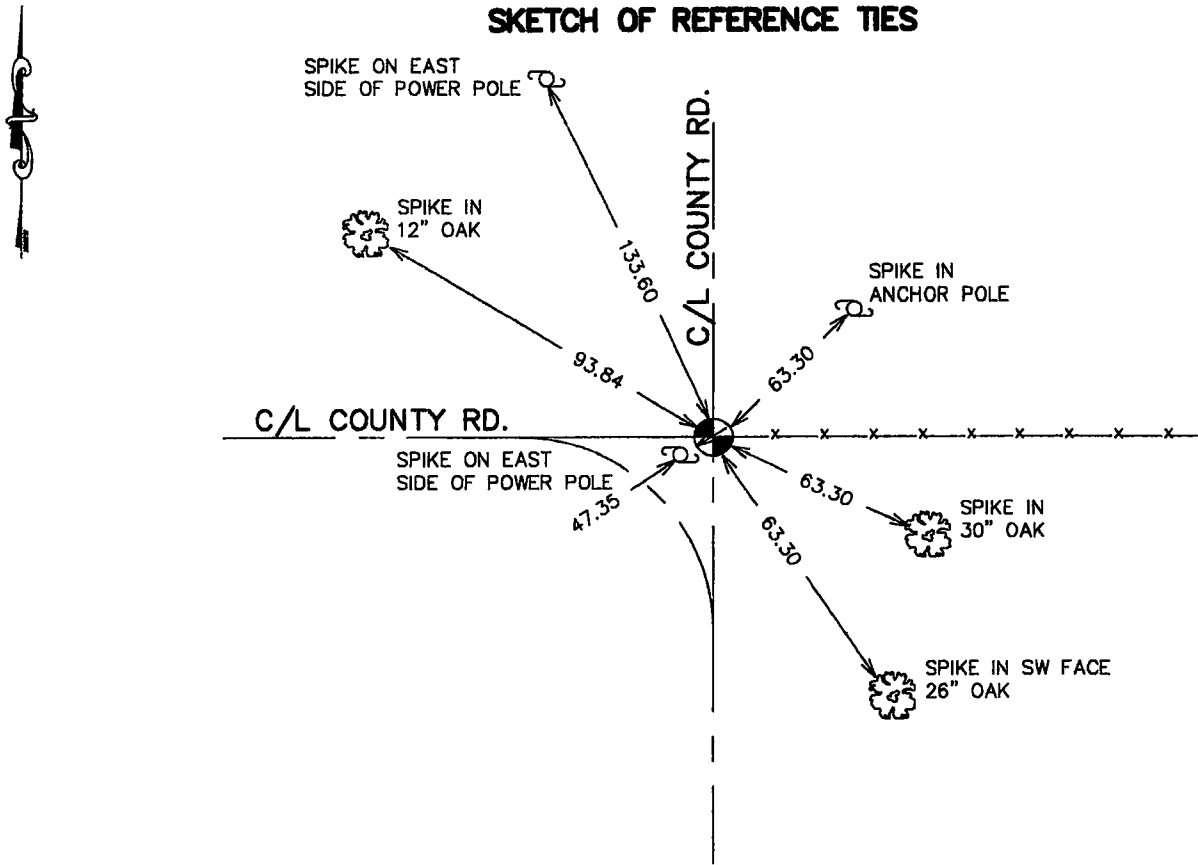 SKETCH OF REFERENCE TIES
SPIKE ON EAST
SIDE OF POWER POLE
C/L COUNTY RD.
SPIKE IN
12" OAK
133.60
SPIKE IN
ANCHOR POLE
93.84
63.30
C/L COUNTY RD.
SPIKE ON EAST
SIDE OF POWER POLE
47.35
63.30
SPIKE IN
30" OAK
63.30
SPIKE IN SW FACE
26" OAK